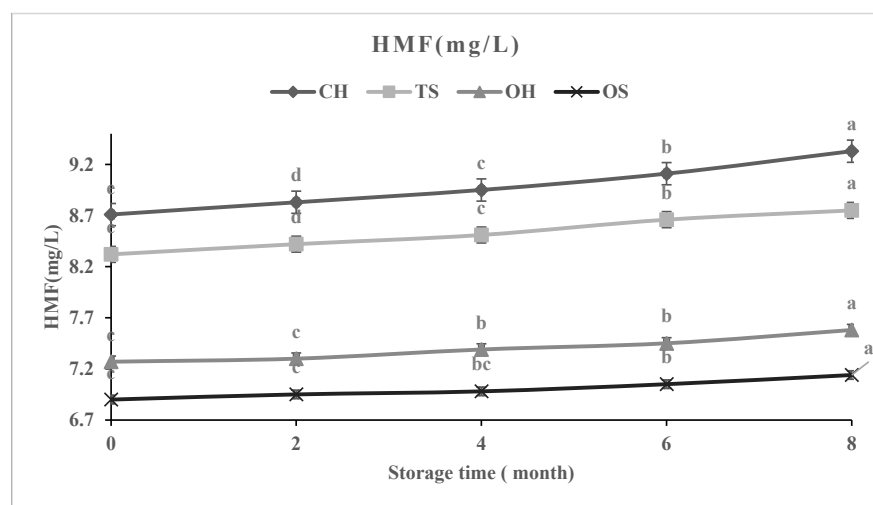 HMF(mg/L)
CH TS OH OS
a
9.2
b
c
d
e
a
8.7
b
c
d
e
8.2
HMF(mg/L)
7.7
a
b
b
c
c
a
7.2
b
bc
c
c
6.7
0 2 4 6 8
Storage time ( month)